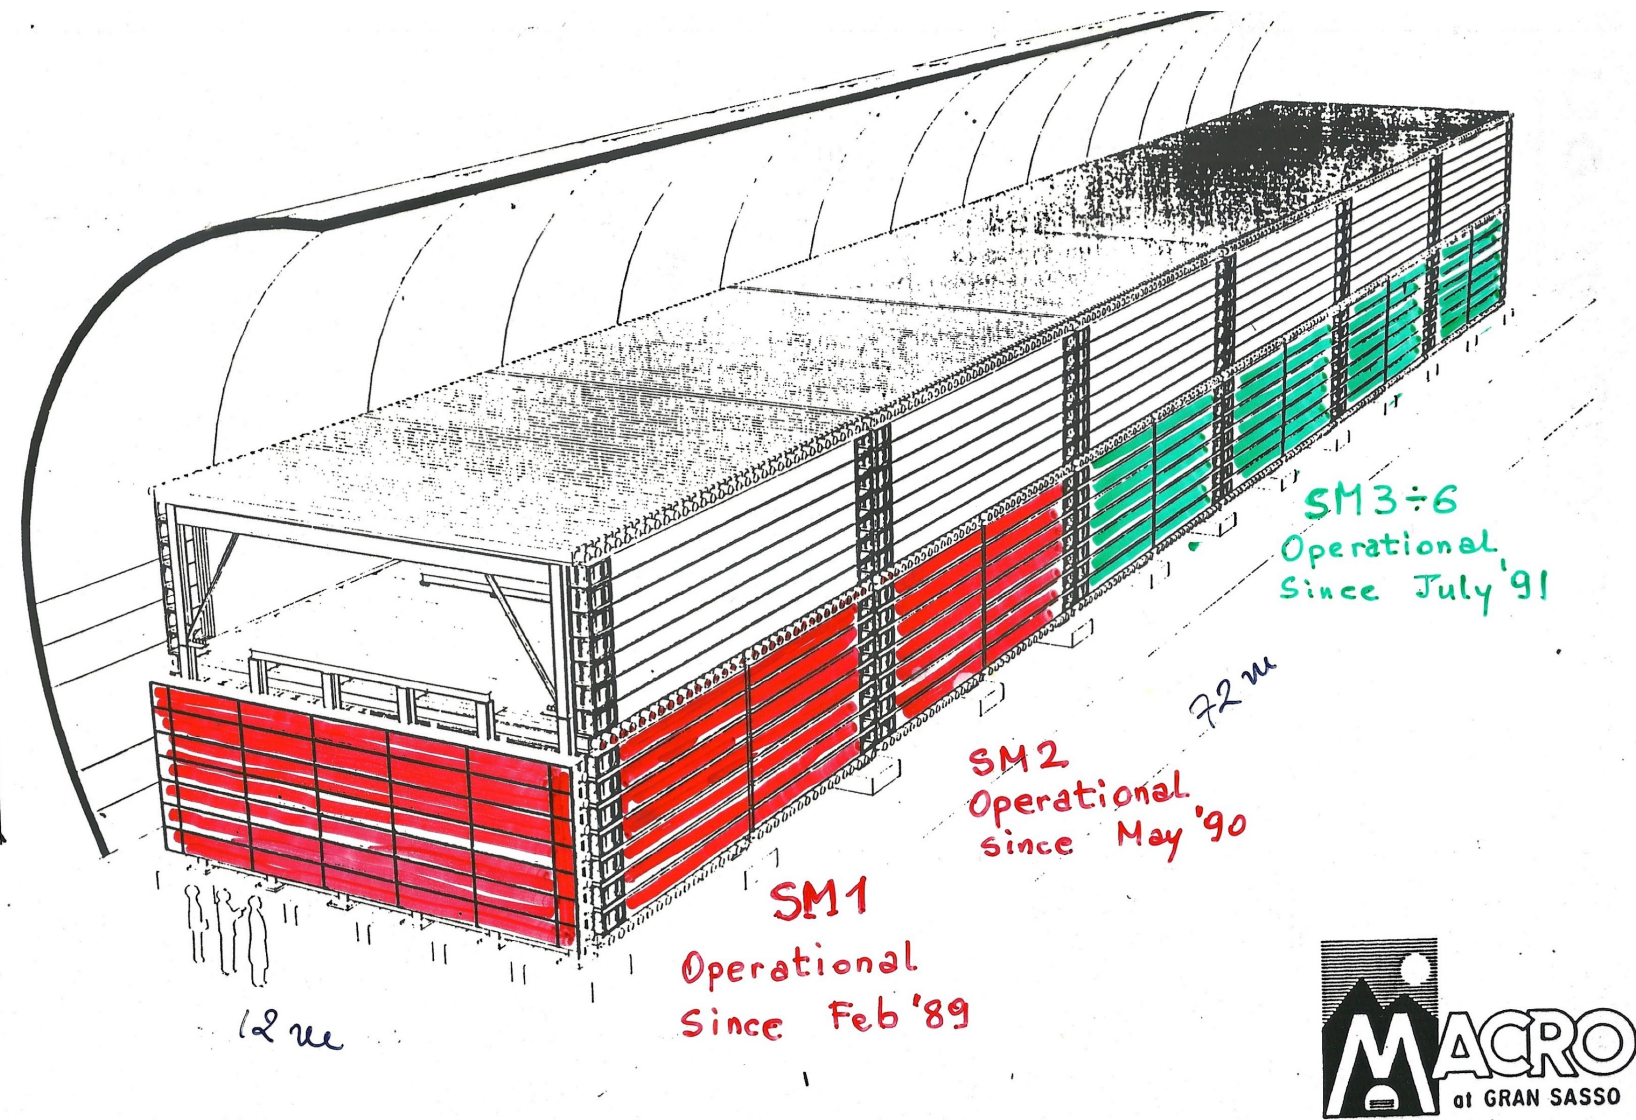 SM3÷6
Operational
Since July '91
72 m
SM2
Operational
since May '90
SM1
Operational
Since Feb '89
12 m
MACRO
at GRAN SASSO